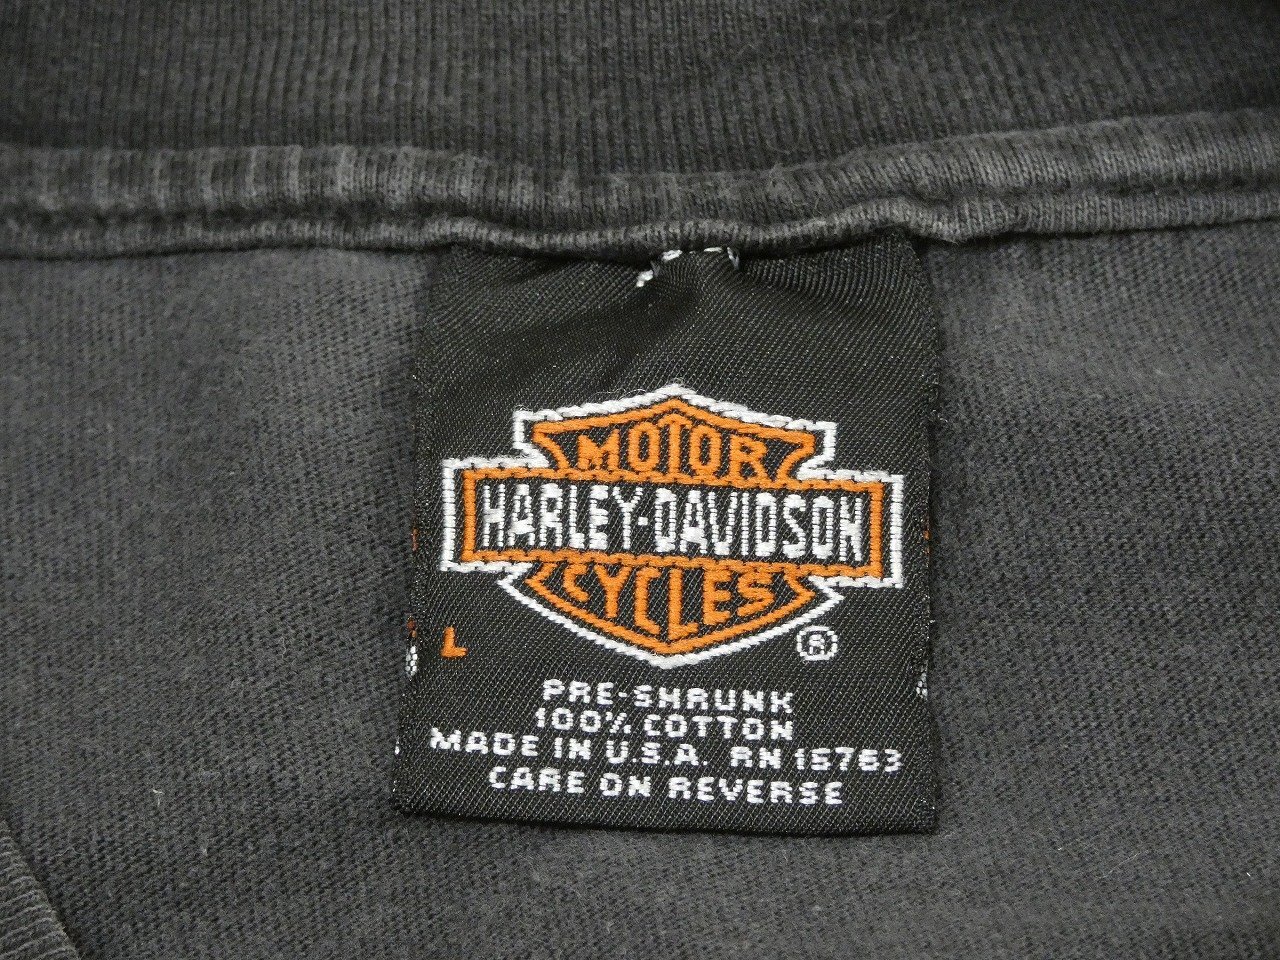 MOTOR
HARLEY-DAVIDSON
CYCLES
L ®
PRE-SHRUNK
100% COTTON
MADE IN U.S.A. RN 15763
CARE ON REVERSE